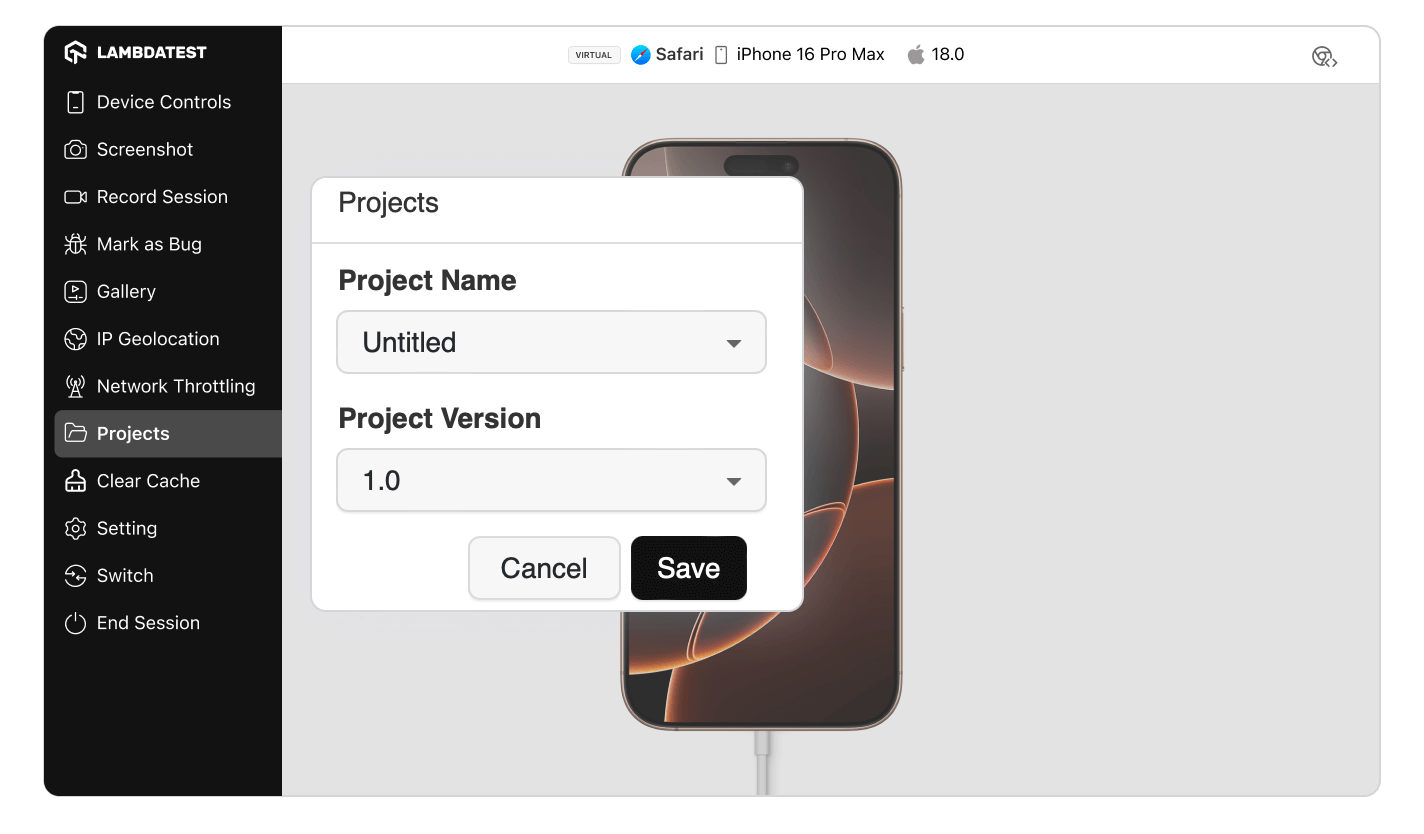 LAMBDATEST
Device Controls
Screenshot
Record Session
Mark as Bug
Gallery
IP Geolocation
Network Throttling
Projects
Clear Cache
Setting
Switch
End Session
VIRTUAL Safari iPhone 16 Pro Max 18.0
Projects
Project Name
Untitled
Project Version
1.0
Cancel Save